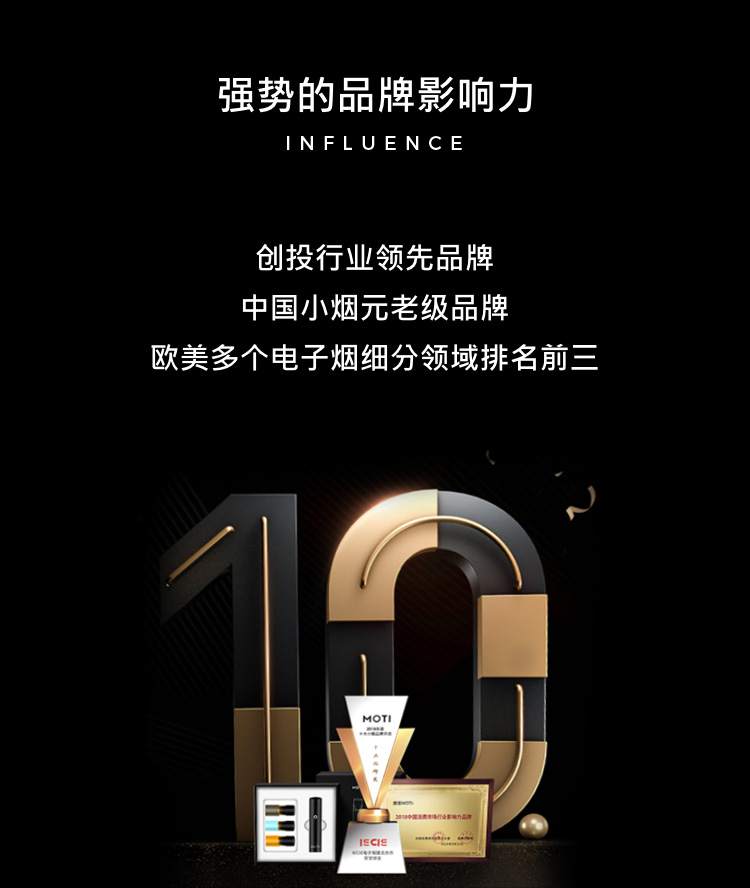 强势的品牌影响力
INFLUENCE
创投行业领先品牌
中国小烟元老级品牌
欧美多个电子烟细分领域排名前三
10
MOTI
IECIE
2018中国消费市场行业影响力品牌